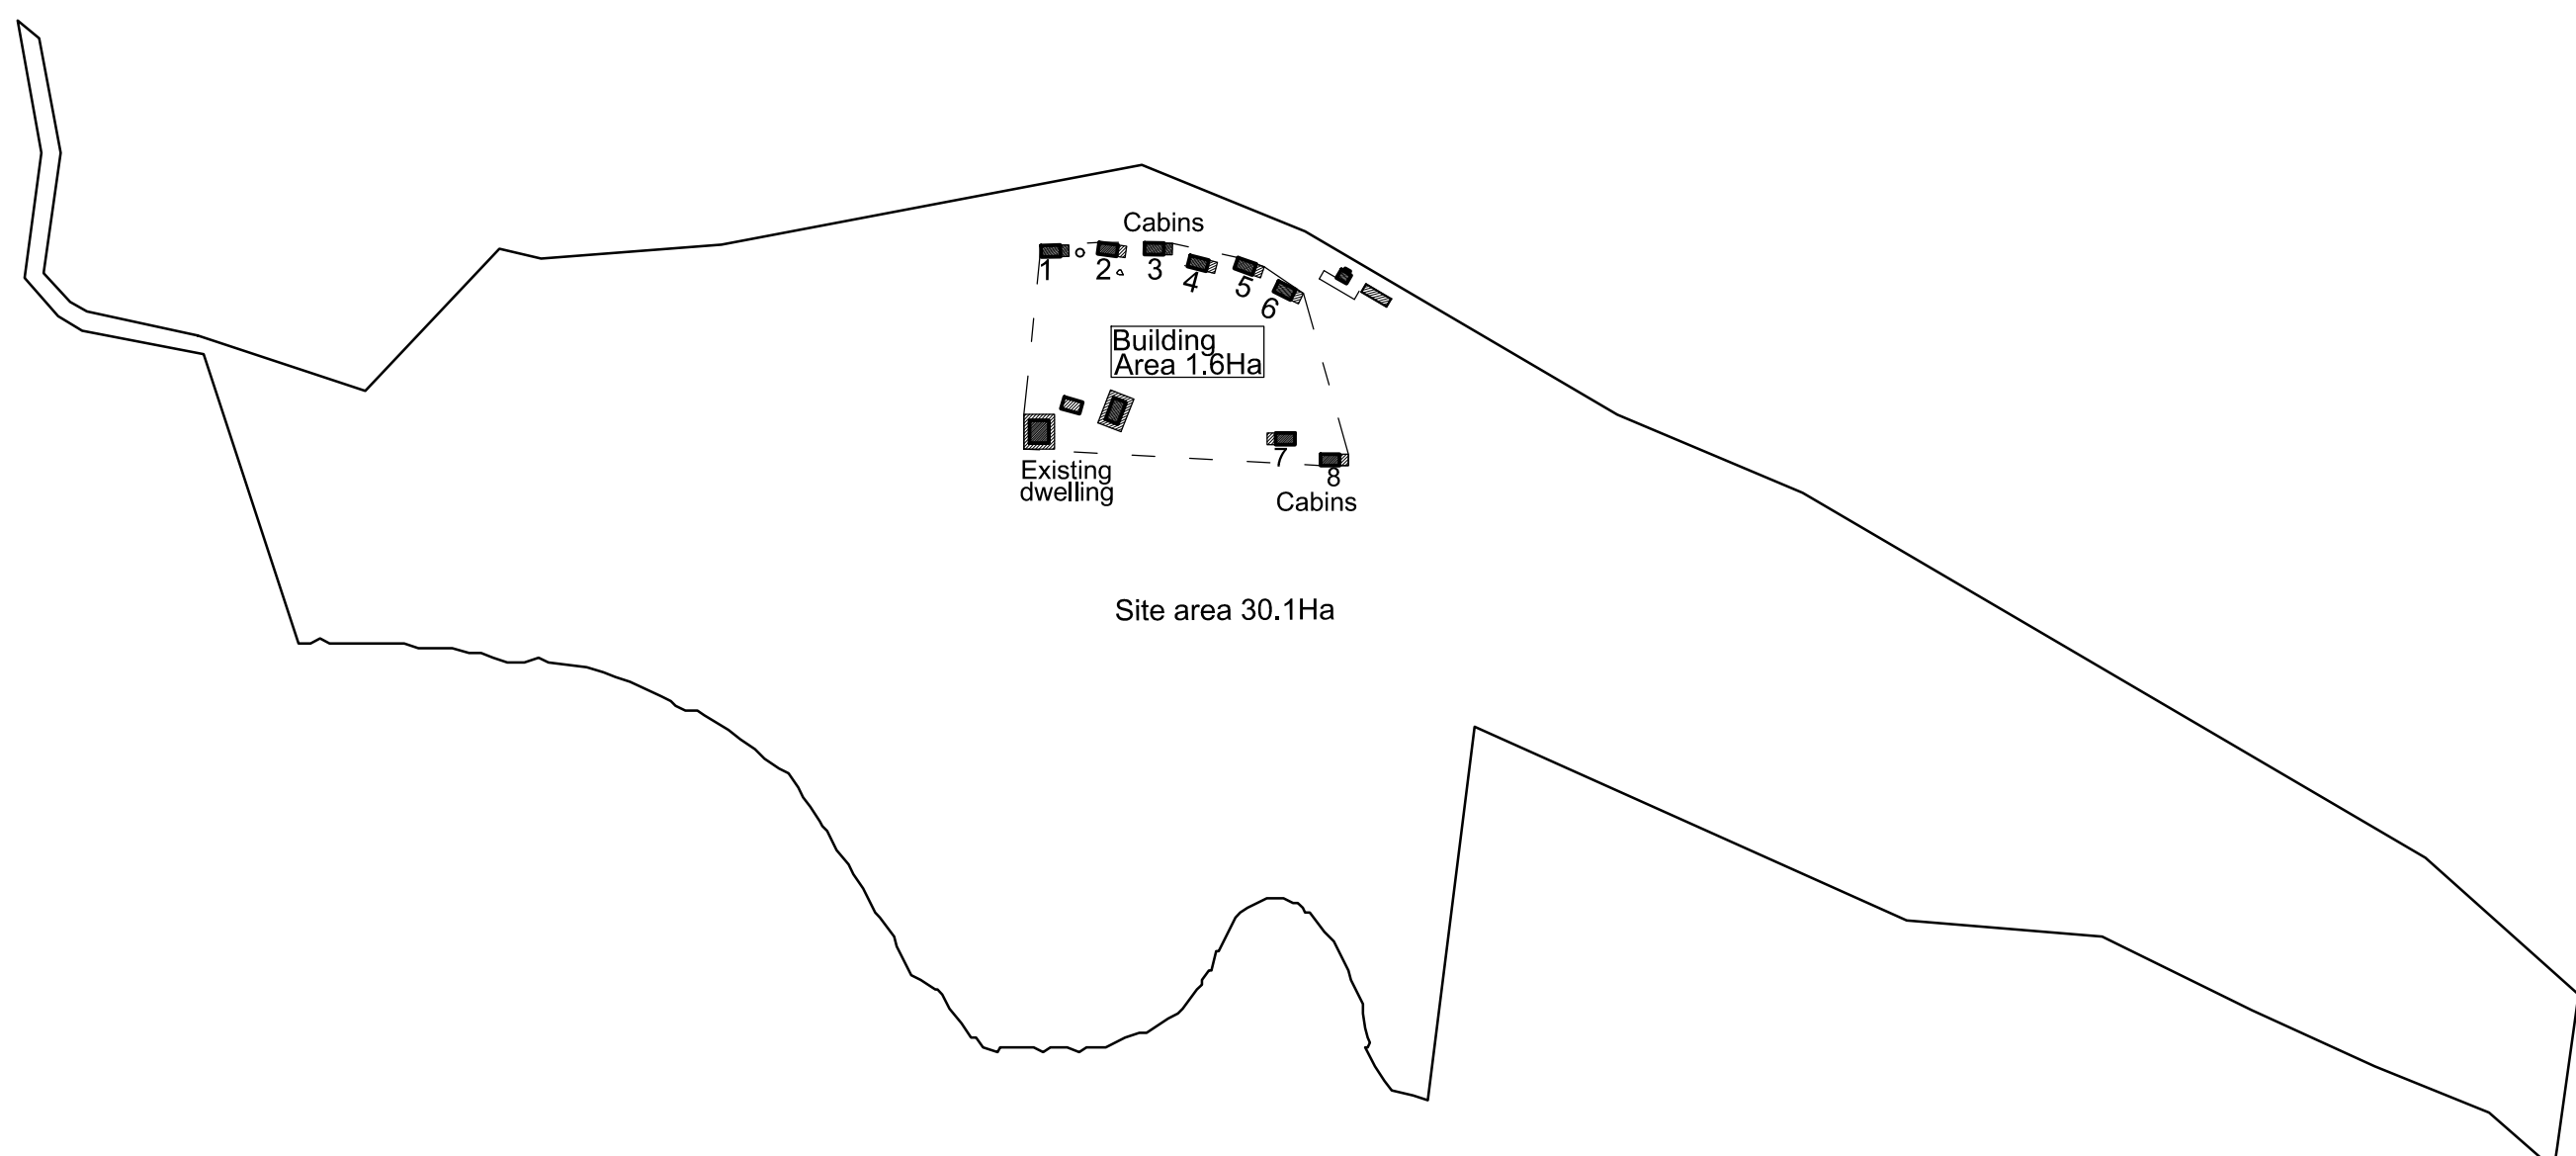 Cabins
1
2
3
4
5
6
Building
Area 1.6Ha
7
8
Existing
dwelling
Cabins
Site area 30.1Ha